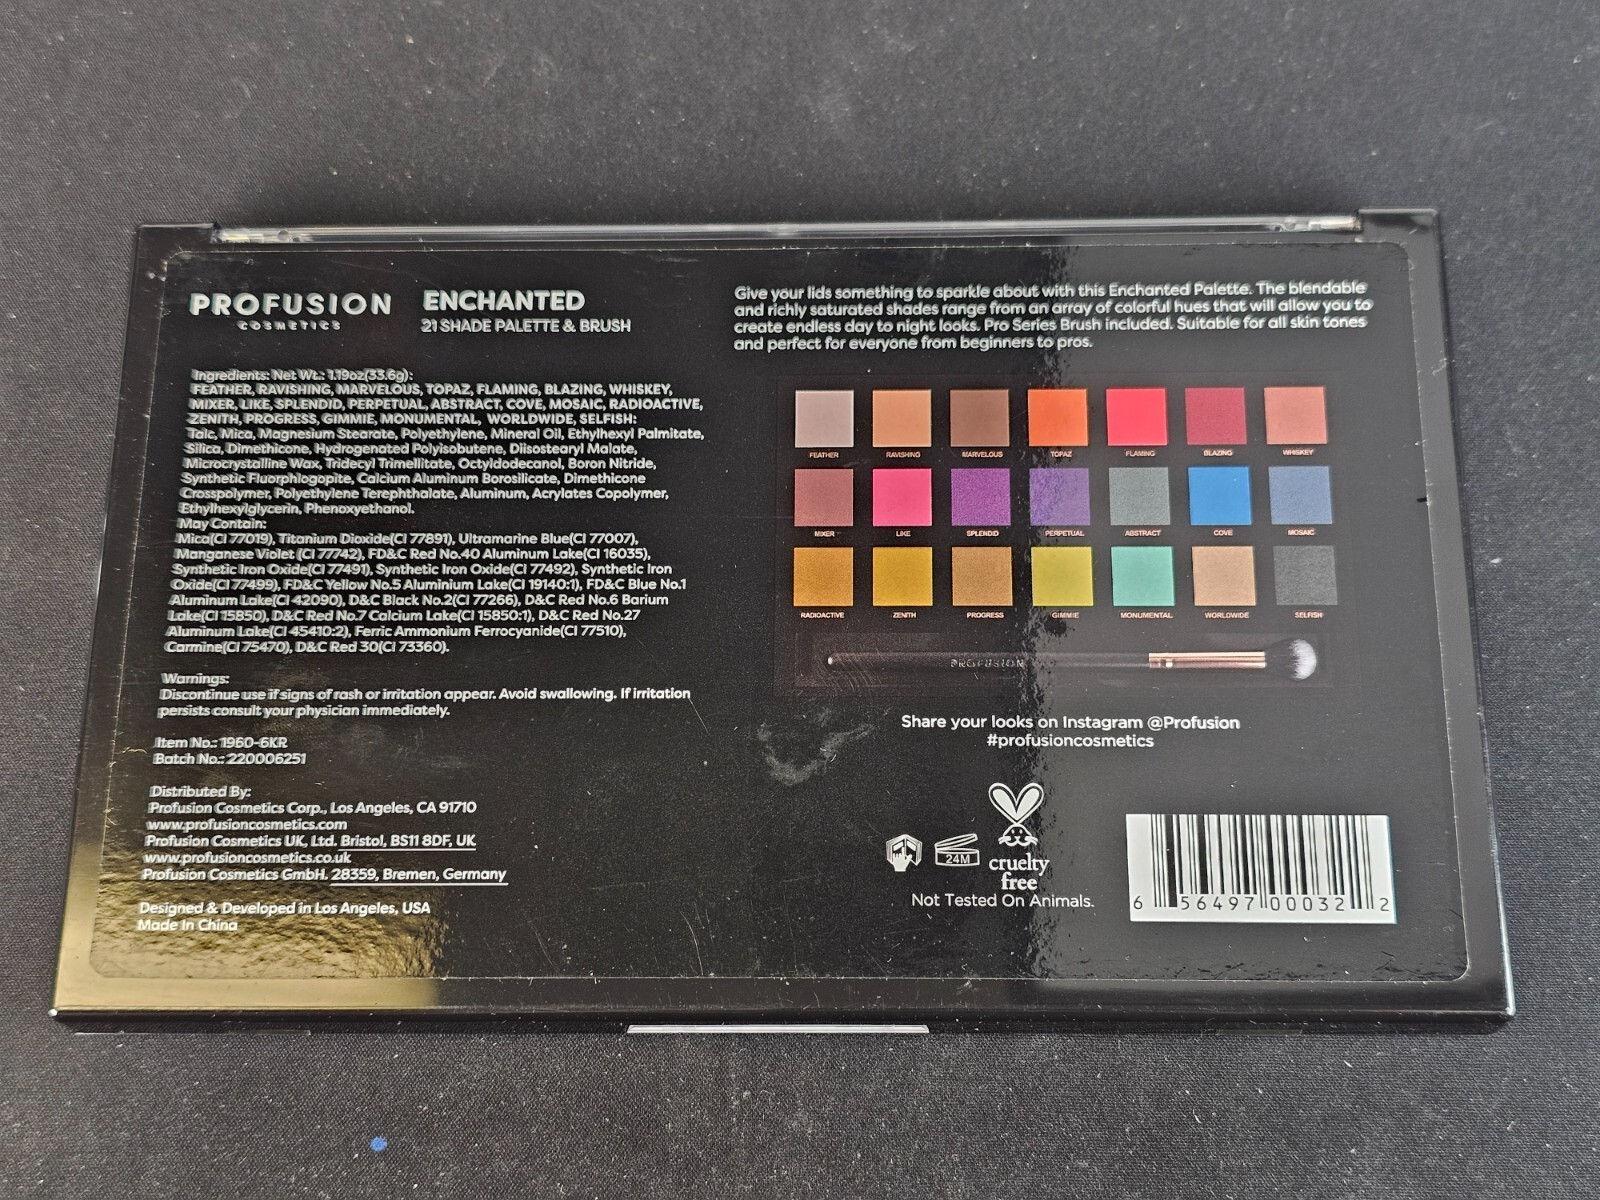 PROFUSION
COSMETICS
ENCHANTED
21 SHADE PALETTE & BRUSH
Ingredients: Net Wt.: 1.19oz(33.6g):
FEATHER, RAVISHING, MARVELOUS, TOPAZ, FLAMING, BLAZING, WHISKEY,
MIXER, LIKE, SPLENDID, PERPETUAL, ABSTRACT, COVE, MOSAIC, RADIOACTIVE,
ZENITH, PROGRESS, GIMMIE, MONUMENTAL, WORLDWIDE, SELFISH:
Talc, Mica, Magnesium Stearate, Polyethylene, Mineral Oil, Ethylhexyl Palmitate,
Silica, Dimethicone, Hydrogenated Polyisobutene, Diisostearyl Malate,
Microcrystalline Wax, Tridecyl Trimellitate, Octyldodecanol, Boron Nitride,
Synthetic Fluorphlogopite, Calcium Aluminum Borosilicate, Dimethicone
Crosspolymer, Polyethylene Terephthalate, Aluminum, Acrylates Copolymer,
Ethylhexylglycerin, Phenoxyethanol.
May Contain:
Mica(CI 77019), Titanium Dioxide(CI 77891), Ultramarine Blue(CI 77007),
Manganese Violet (CI 77742), FD&C Red No.40 Aluminum Lake(CI 16035),
Synthetic Iron Oxide(CI 77491), Synthetic Iron Oxide(CI 77492), Synthetic Iron
Oxide(CI 77499), FD&C Yellow No.5 Aluminium Lake(CI 19140:1), FD&C Blue No.1
Aluminum Lake(CI 42090), D&C Black No.2(CI 77266), D&C Red No.6 Barium
Lake(CI 15850), D&C Red No.7 Calcium Lake(CI 15850:1), D&C Red No.27
Aluminum Lake(CI 45410:2), Ferric Ammonium Ferrocyanide(CI 77510),
Carmine(CI 75470), D&C Red 30(CI 73360).
Warnings:
Discontinue use if signs of rash or irritation appear. Avoid swallowing. If irritation
persists consult your physician immediately.
Item No.: 1960-6KR
Batch No.: 220006251
Distributed By:
Profusion Cosmetics Corp., Los Angeles, CA 91710
www.profusioncosmetics.com
Profusion Cosmetics UK, Ltd. Bristol, BS11 8DF, UK
www.profusioncosmetics.co.uk
Profusion Cosmetics GmbH. 28359, Bremen, Germany
Designed & Developed in Los Angeles, USA
Made In China
Give your lids something to sparkle about with this Enchanted Palette. The blendable
and richly saturated shades range from an array of colorful hues that will allow you to
create endless day to night looks. Pro Series Brush included. Suitable for all skin tones
and perfect for everyone from beginners to pros.
FEATHER RAVISHING MARVELOUS TOPAZ FLAMING BLAZING WHISKEY
MIXER LIKE SPLENDID PERPETUAL ABSTRACT COVE MOSAIC
RADIOACTIVE ZENITH PROGRESS GIMMIE MONUMENTAL WORLDWIDE SELFISH
PROFUSION
Share your looks on Instagram @Profusion
#profusioncosmetics
24M
cruelty
free
Not Tested On Animals.
6 56497 00032 2